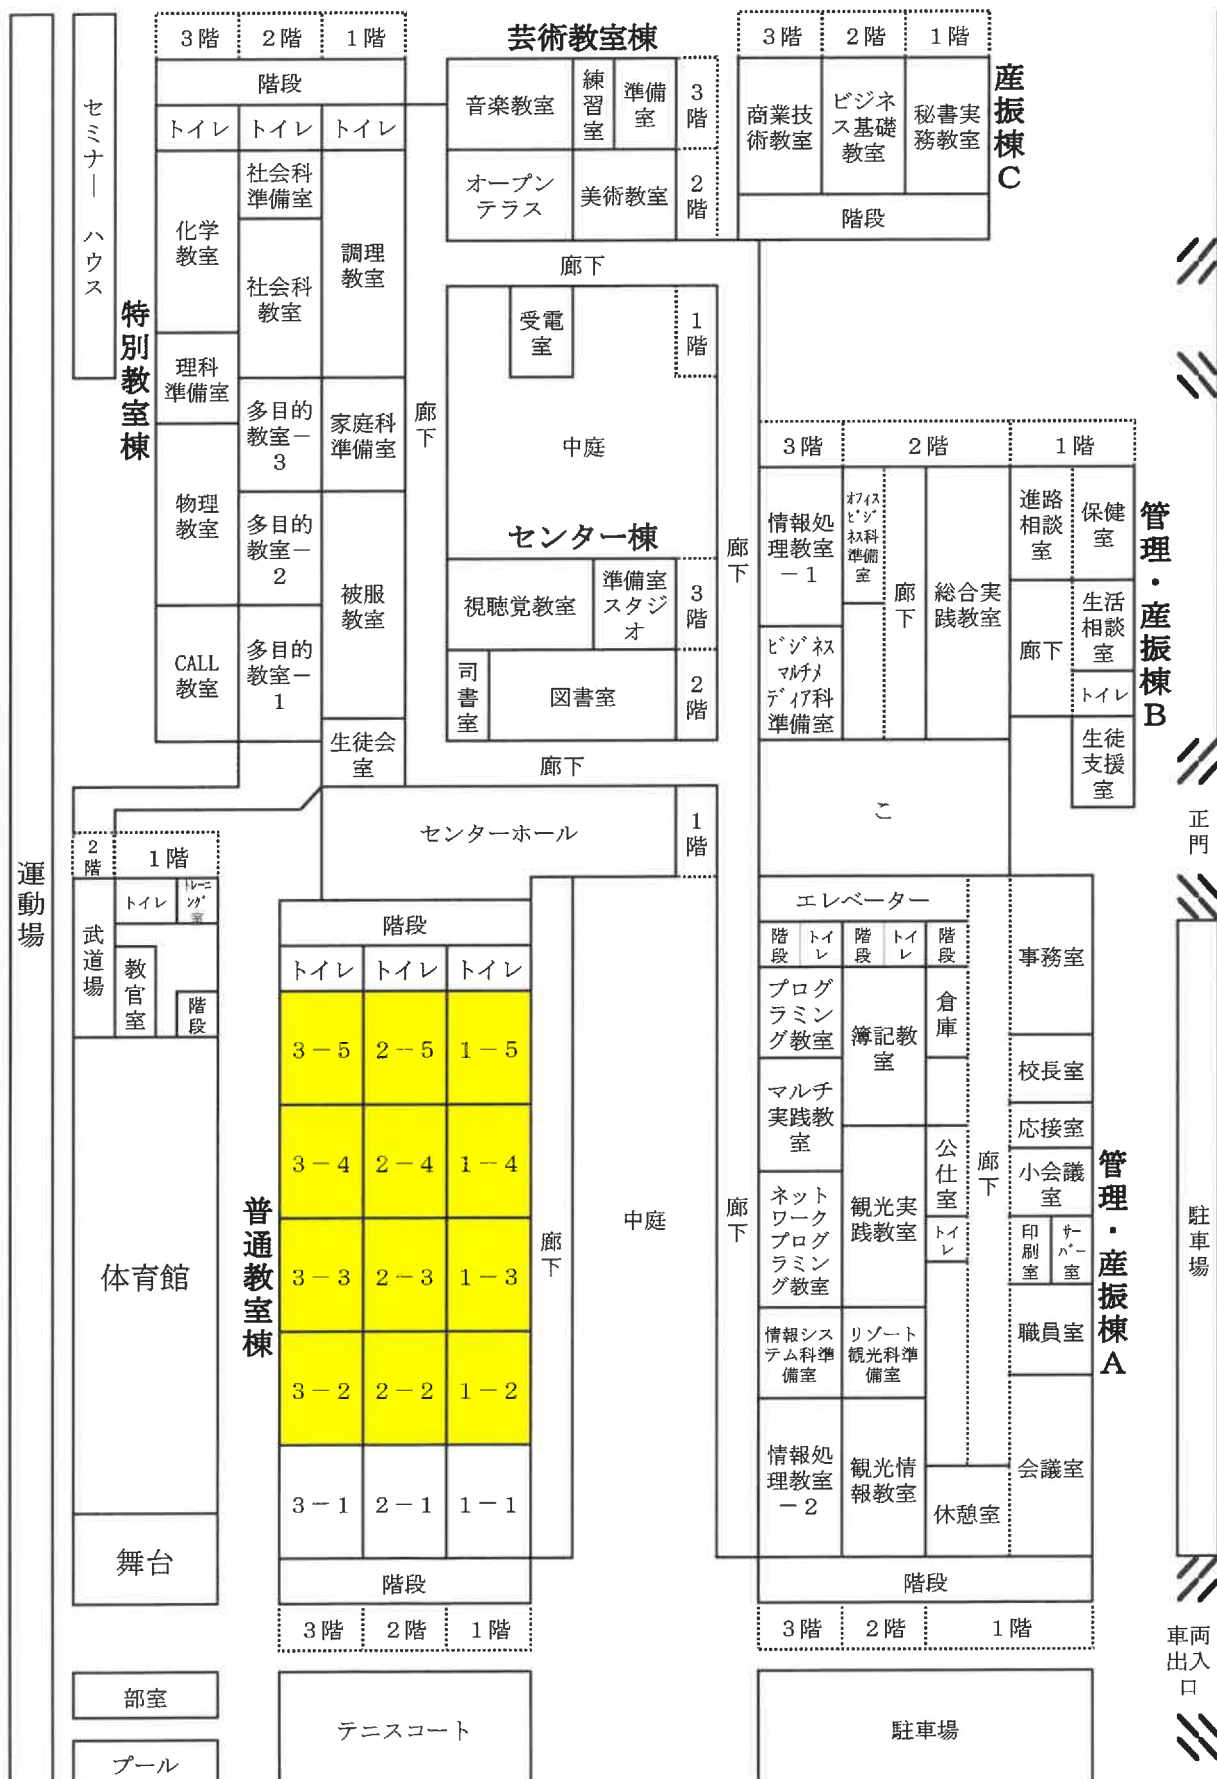 3階
2階
1階
階段
トイレ
トイレ
トイレ
社会科
準備室
化学
教室
調理
教室
社会科
教室
理科
準備室
多目的
教室－
3
家庭科
準備室
物理
教室
多目的
教室－
2
被服
教室
CALL
教室
多目的
教室－
1
生徒会
室
特別教室棟
セミナー ハウス
運動場
廊下
芸術教室棟
音楽教室
練習室
準備室
3階
オープン
テラス
美術教室
2階
廊下
受電
室
1階
中庭
センター棟
視聴覚教室
準備室
スタジ
オ
3階
司書室
図書室
2階
廊下
センターホール
1階
廊下
3階
2階
1階
商業技
術教室
ビジネ
ス基礎
教室
秘書実
務教室
階段
産振棟C
3階
2階
1階
情報処
理教室
－1
オフィス
ビジ
ネス科
準備
室
廊下
総合実
践教室
進路
相談
室
保健
室
ビジネス
マルチメ
ディア科
準備室
廊下
生活
相談
室
トイレ
生徒
支援
室
管理・産振棟B
こ
正門
2階
1階
武道場
トイレ
トレーニ
ング
室
教官室
階段
体育館
舞台
部室
プール
階段
トイレ
トイレ
トイレ
3－5
2－5
1－5
3－4
2－4
1－4
3－3
2－3
1－3
3－2
2－2
1－2
3－1
2－1
1－1
階段
3階
2階
1階
普通教室棟
廊下
中庭
廊下
テニスコート
エレベーター
階段
トイレ
階段
トイレ
階段
プログ
ラミン
グ教室
簿記教
室
倉庫
事務室
マルチ
実践教
室
校長室
応接室
観光実
践教室
公仕室
廊下
小会議
室
ネット
ワーク
プログ
ラミン
グ教室
トイレ
印刷室
サーバー室
情報シス
テム科準
備室
リゾート
観光科準
備室
職員室
情報処
理教室
－2
観光情
報教室
休憩室
会議室
階段
3階
2階
1階
管理・産振棟A
駐車場
駐車場
車両
出入
口